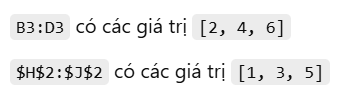 B3:D3 có các giá trị [2, 4, 6]
$H$2:$J$2 có các giá trị [1, 3, 5]